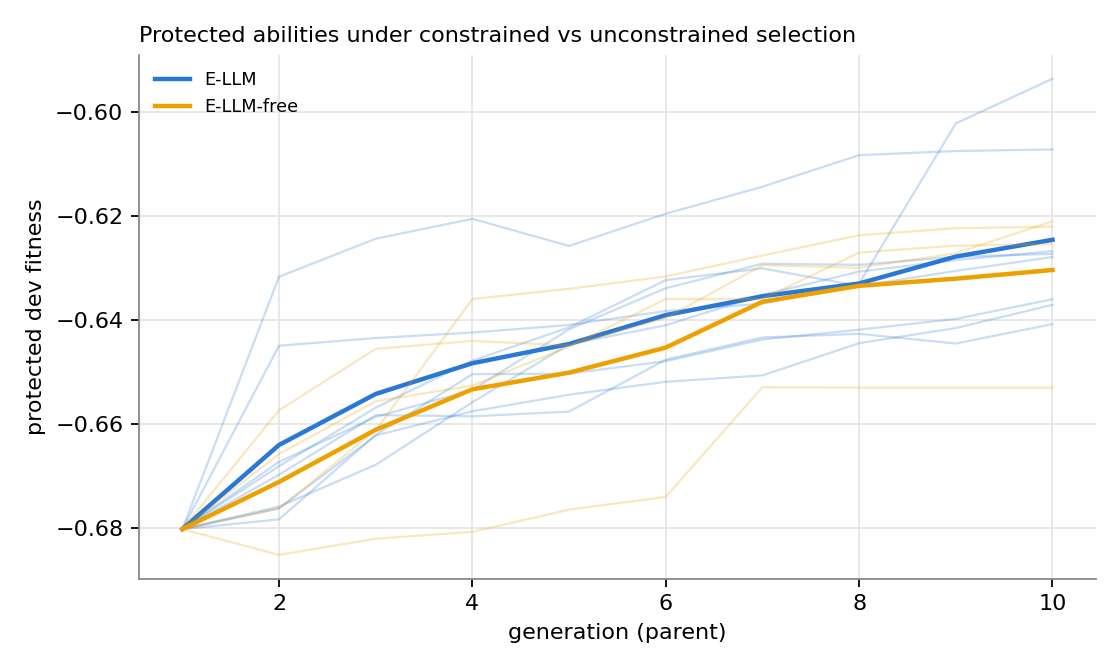 Protected abilities under constrained vs unconstrained selection
E-LLM
E-LLM-free
protected dev fitness
−0.60
−0.62
−0.64
−0.66
−0.68
2
4
6
8
10
generation (parent)